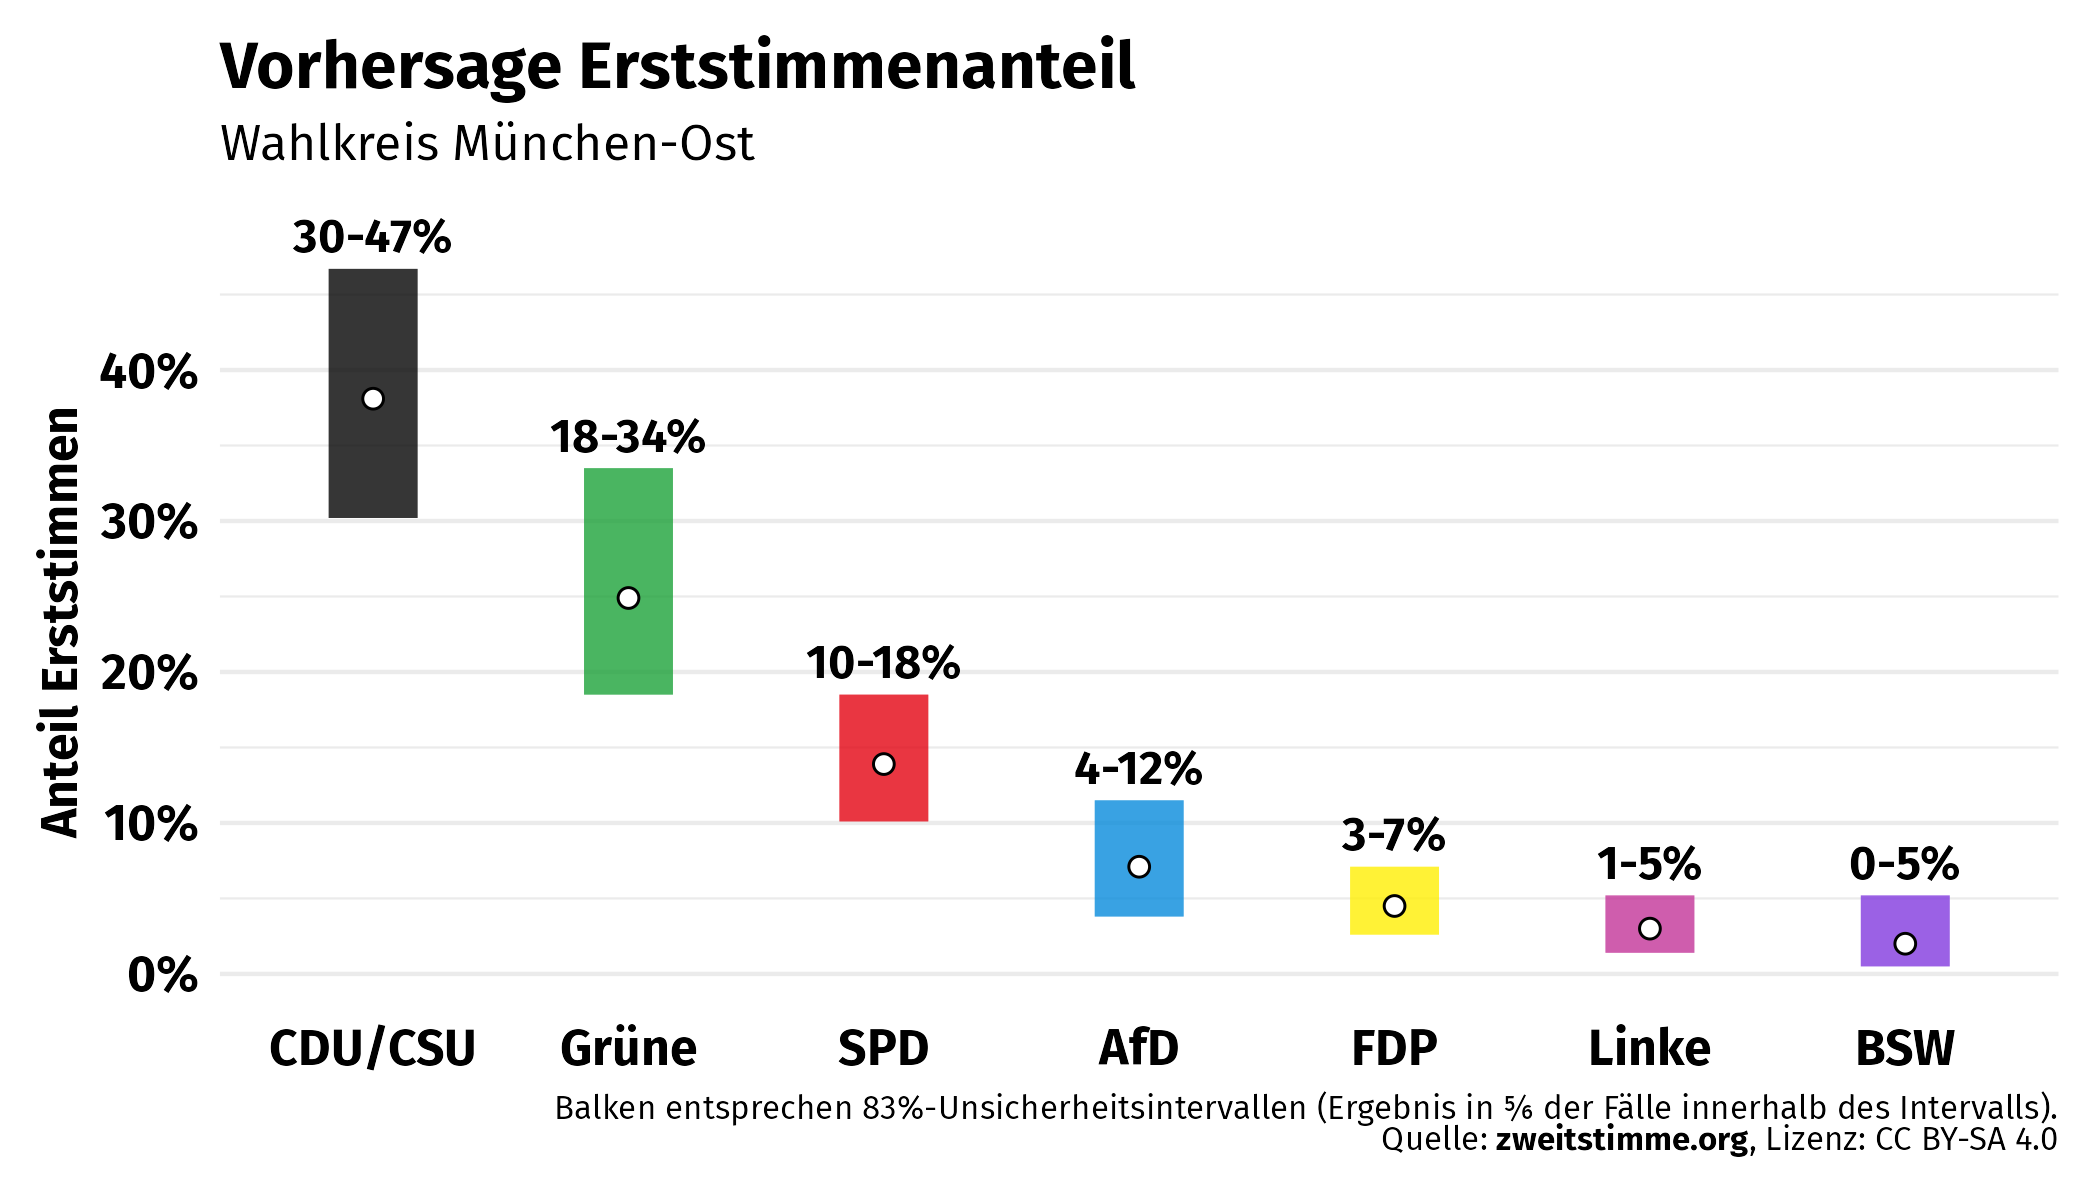 Vorhersage Erststimmenanteil
Wahlkreis München-Ost
30-47%
18-34%
10-18%
4-12%
3-7%
1-5%
0-5%
Anteil Erststimmen
40%
30%
20%
10%
0%
CDU/CSU
Grüne
SPD
AfD
FDP
Linke
BSW
Balken entsprechen 83%-Unsicherheitsintervallen (Ergebnis in ⅚ der Fälle innerhalb des Intervalls).
Quelle: zweitstimme.org, Lizenz: CC BY-SA 4.0